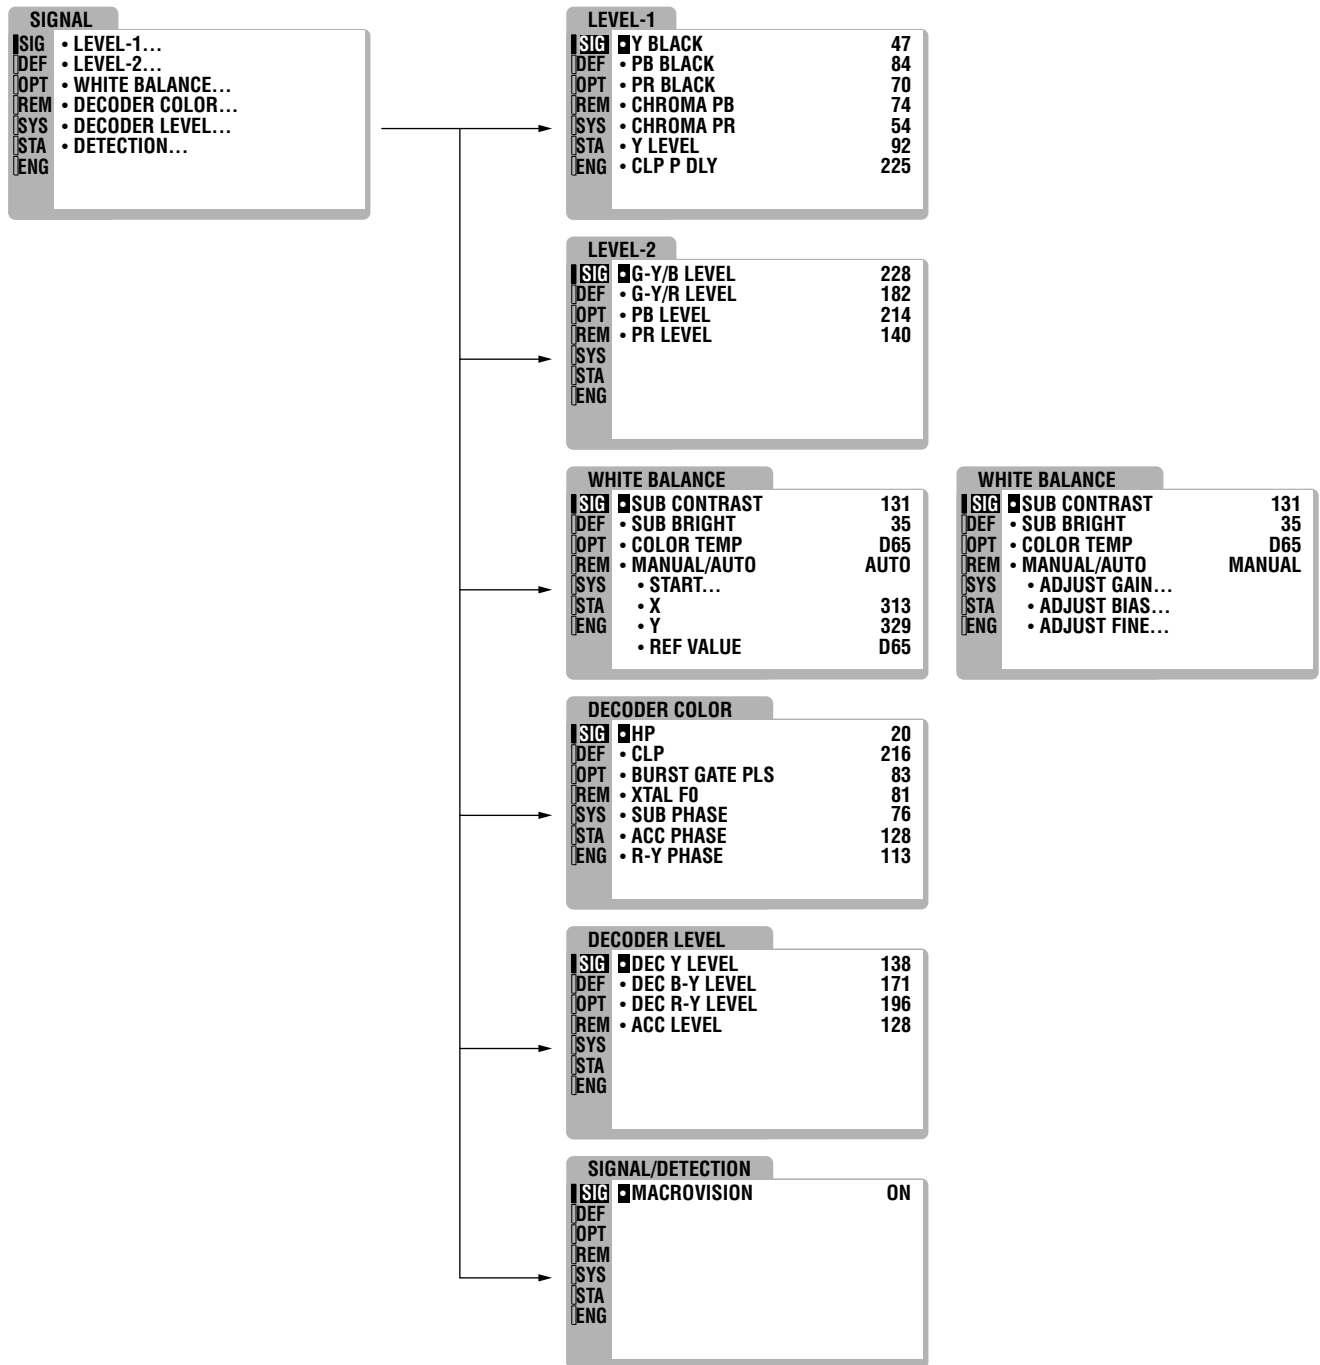 SIGNAL
SIG • LEVEL-1...
DEF • LEVEL-2...
OPT • WHITE BALANCE...
REM • DECODER COLOR...
SYS • DECODER LEVEL...
STA • DETECTION...
ENG
LEVEL-1
SIG • Y BLACK 47
DEF • PB BLACK 84
OPT • PR BLACK 70
REM • CHROMA PB 74
SYS • CHROMA PR 54
STA • Y LEVEL 92
ENG • CLP P DLY 225
LEVEL-2
SIG • G-Y/B LEVEL 228
DEF • G-Y/R LEVEL 182
OPT • PB LEVEL 214
REM • PR LEVEL 140
SYS
STA
ENG
WHITE BALANCE
SIG • SUB CONTRAST 131
DEF • SUB BRIGHT 35
OPT • COLOR TEMP D65
REM • MANUAL/AUTO AUTO
SYS • START...
STA • X 313
ENG • Y 329
• REF VALUE D65
WHITE BALANCE
SIG • SUB CONTRAST 131
DEF • SUB BRIGHT 35
OPT • COLOR TEMP D65
REM • MANUAL/AUTO MANUAL
SYS • ADJUST GAIN...
STA • ADJUST BIAS...
ENG • ADJUST FINE...
DECODER COLOR
SIG • HP 20
DEF • CLP 216
OPT • BURST GATE PLS 83
REM • XTAL F0 81
SYS • SUB PHASE 76
STA • ACC PHASE 128
ENG • R-Y PHASE 113
DECODER LEVEL
SIG • DEC Y LEVEL 138
DEF • DEC B-Y LEVEL 171
OPT • DEC R-Y LEVEL 196
REM • ACC LEVEL 128
SYS
STA
ENG
SIGNAL/DETECTION
SIG • MACROVISION ON
DEF
OPT
REM
SYS
STA
ENG